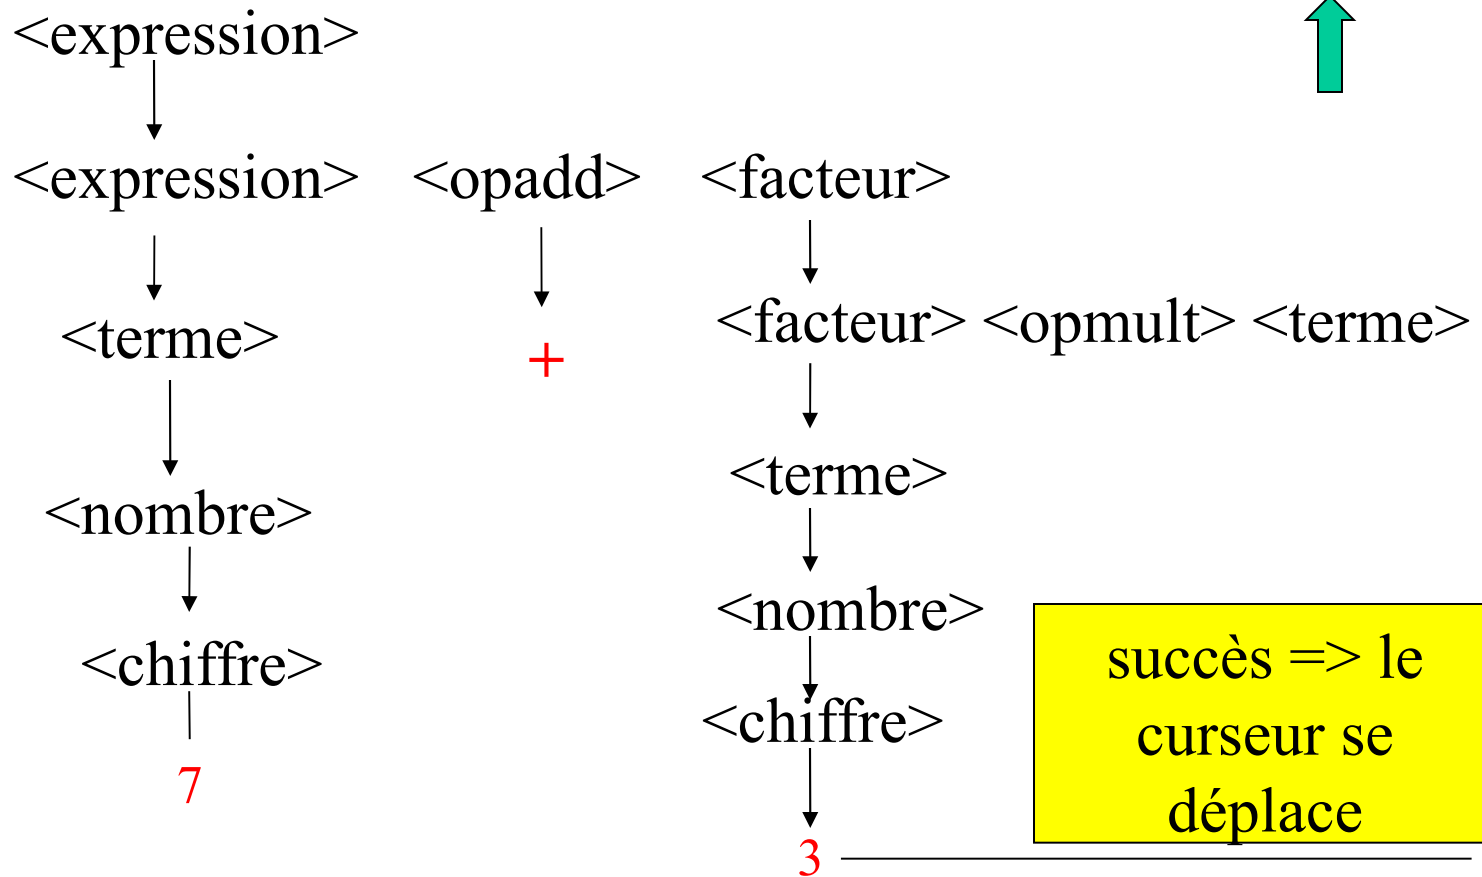 <expression>
<expression> <opadd> <facteur>
<terme> + <facteur> <opmult> <terme>
<terme>
<nombre>
<nombre>
<chiffre>
<chiffre>
7
3
succès => le
curseur se
déplace